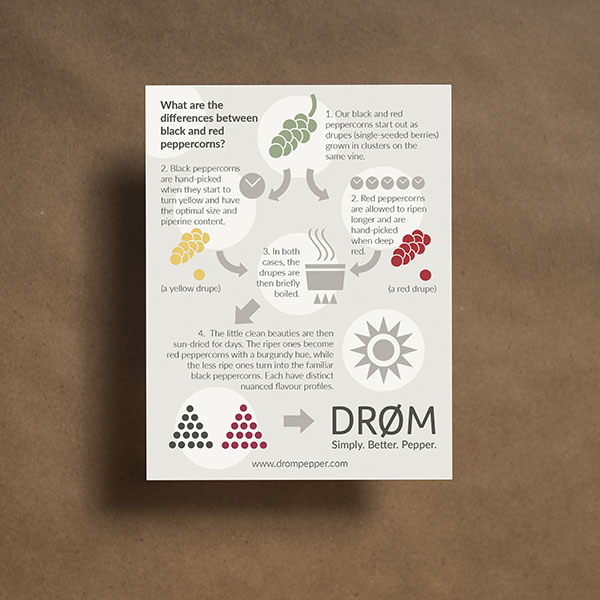 What are the
differences between
black and red
peppercorns?
1. Our black and red
peppercorns start out as
drupes (single-seeded berries)
grown in clusters on the
same vine.
2. Black peppercorns
are hand-picked
when they start to
turn yellow and have
the optimal size and
piperine content.
2. Red peppercorns
are allowed to ripen
longer and are
hand-picked
when deep
red.
(a yellow drupe)
3. In both
cases, the
drupes are
then briefly
boiled.
(a red drupe)
4. The little clean beauties are then
sun-dried for days. The riper ones become
red peppercorns with a burgundy hue, while
the less ripe ones turn into the familiar
black peppercorns. Each have distinct
nuanced flavour profiles.
DRØM
Simply. Better. Pepper.
www.drompepper.com